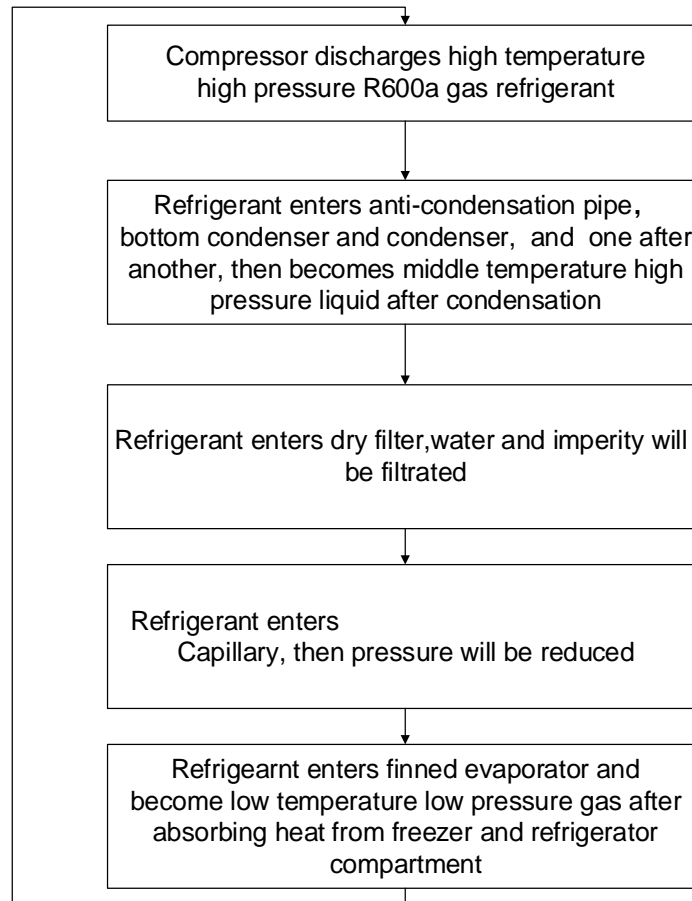 Compressor discharges high temperature
high pressure R600a gas refrigerant
Refrigerant enters anti-condensation pipe,
bottom condenser and condenser, and one after
another, then becomes middle temperature high
pressure liquid after condensation
Refrigerant enters dry filter,water and imperity will
be filtrated
Refrigerant enters
Capillary, then pressure will be reduced
Refrigearnt enters finned evaporator and
become low temperature low pressure gas after
absorbing heat from freezer and refrigerator
compartment